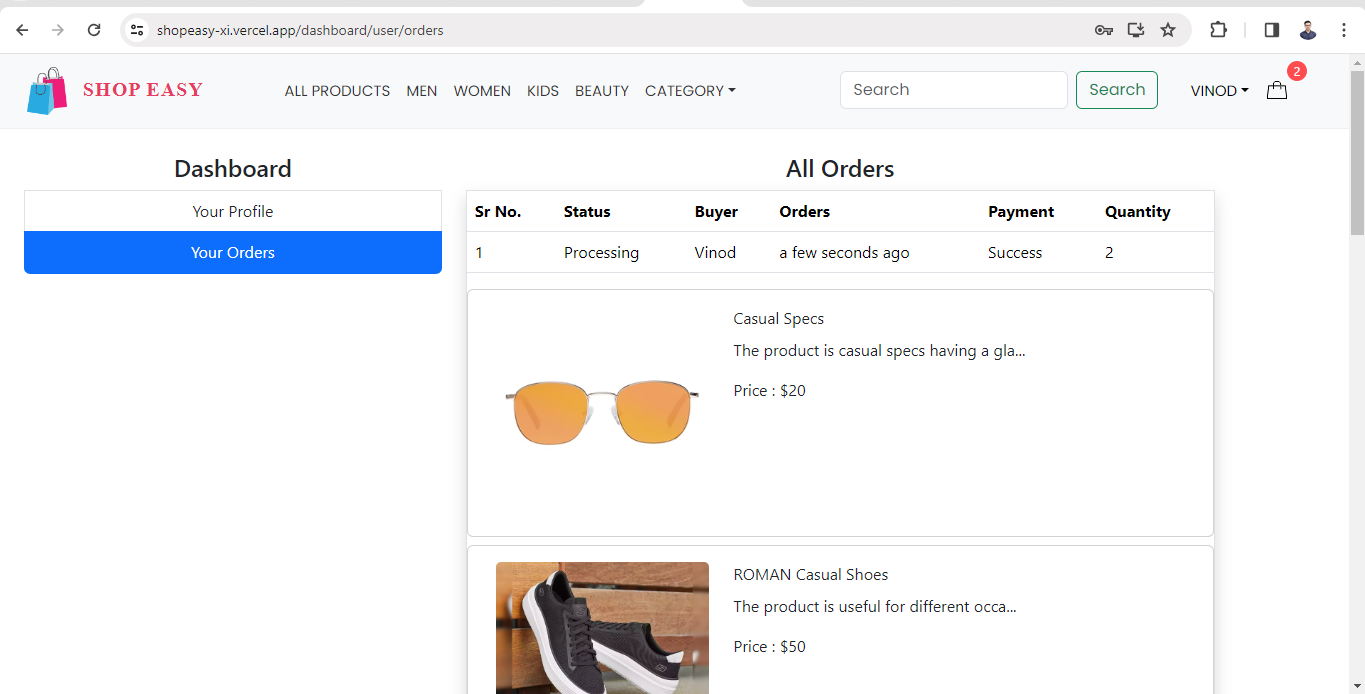 shopeasy-xi.vercel.app/dashboard/user/orders
SHOP EASY
ALL PRODUCTS MEN WOMEN KIDS BEAUTY CATEGORY
Search Search
VINOD
2
Dashboard
Your Profile
Your Orders
All Orders
Sr No. Status Buyer Orders Payment Quantity
1 Processing Vinod a few seconds ago Success 2
Casual Specs
The product is casual specs having a gla...
Price : $20
ROMAN Casual Shoes
The product is useful for different occa...
Price : $50